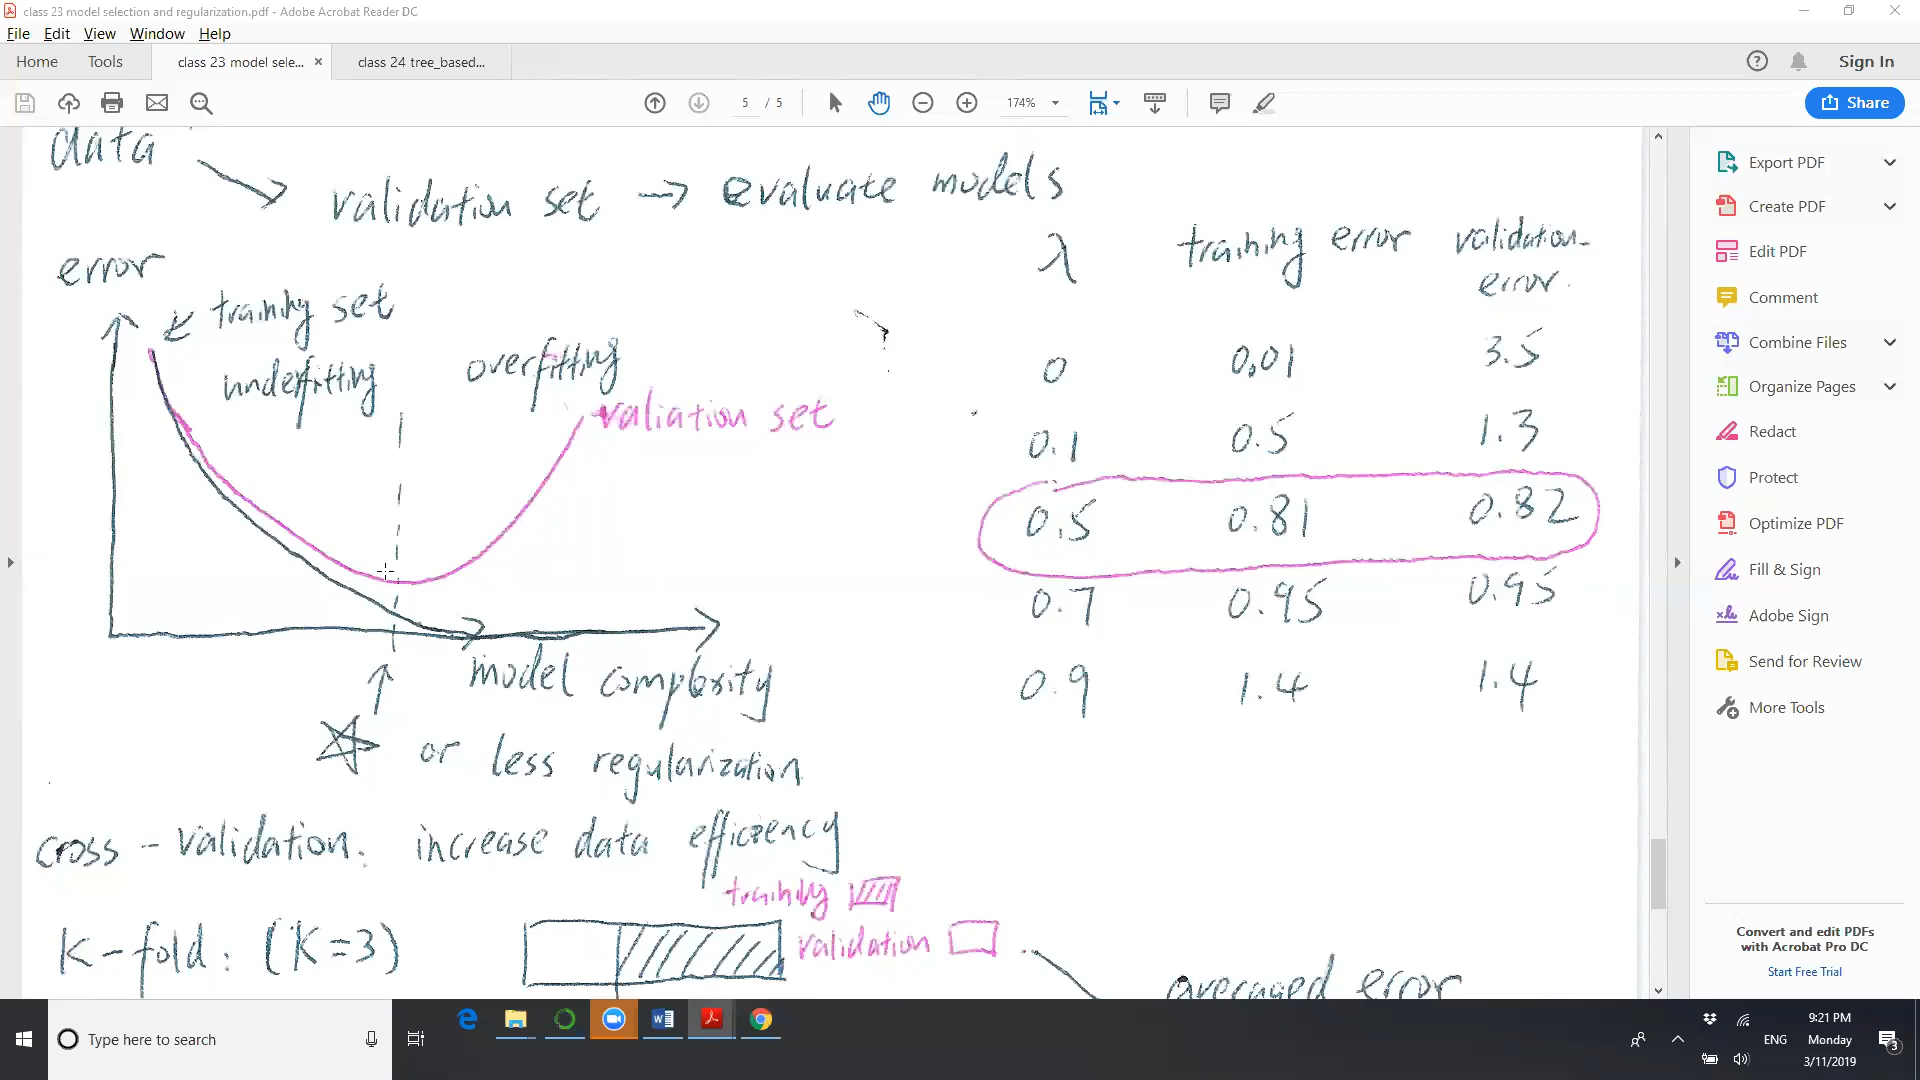 class 23 model selection and regularization.pdf - Adobe Acrobat Reader DC
File Edit View Window Help
Home Tools class 23 model sele... × class 24 tree_based... Sign In
5 / 5 174% Share
data
validation set → evaluate models
error
← training set
underfitting overfitting
valiation set
model complexity
or less regularization
λ training error validation
error.
0 0.01 3.5
0.1 0.5 1.3
0.5 0.81 0.82
0.7 0.95 0.95
0.9 1.4 1.4
cross - validation: increase data efficiency
training
K-fold: (K=3) validation
averaged error
Export PDF
Create PDF
Edit PDF
Comment
Combine Files
Organize Pages
Redact
Protect
Optimize PDF
Fill & Sign
Adobe Sign
Send for Review
More Tools
Convert and edit PDFs
with Acrobat Pro DC
Start Free Trial
Type here to search
ENG
9:21 PM
Monday
3/11/2019
3